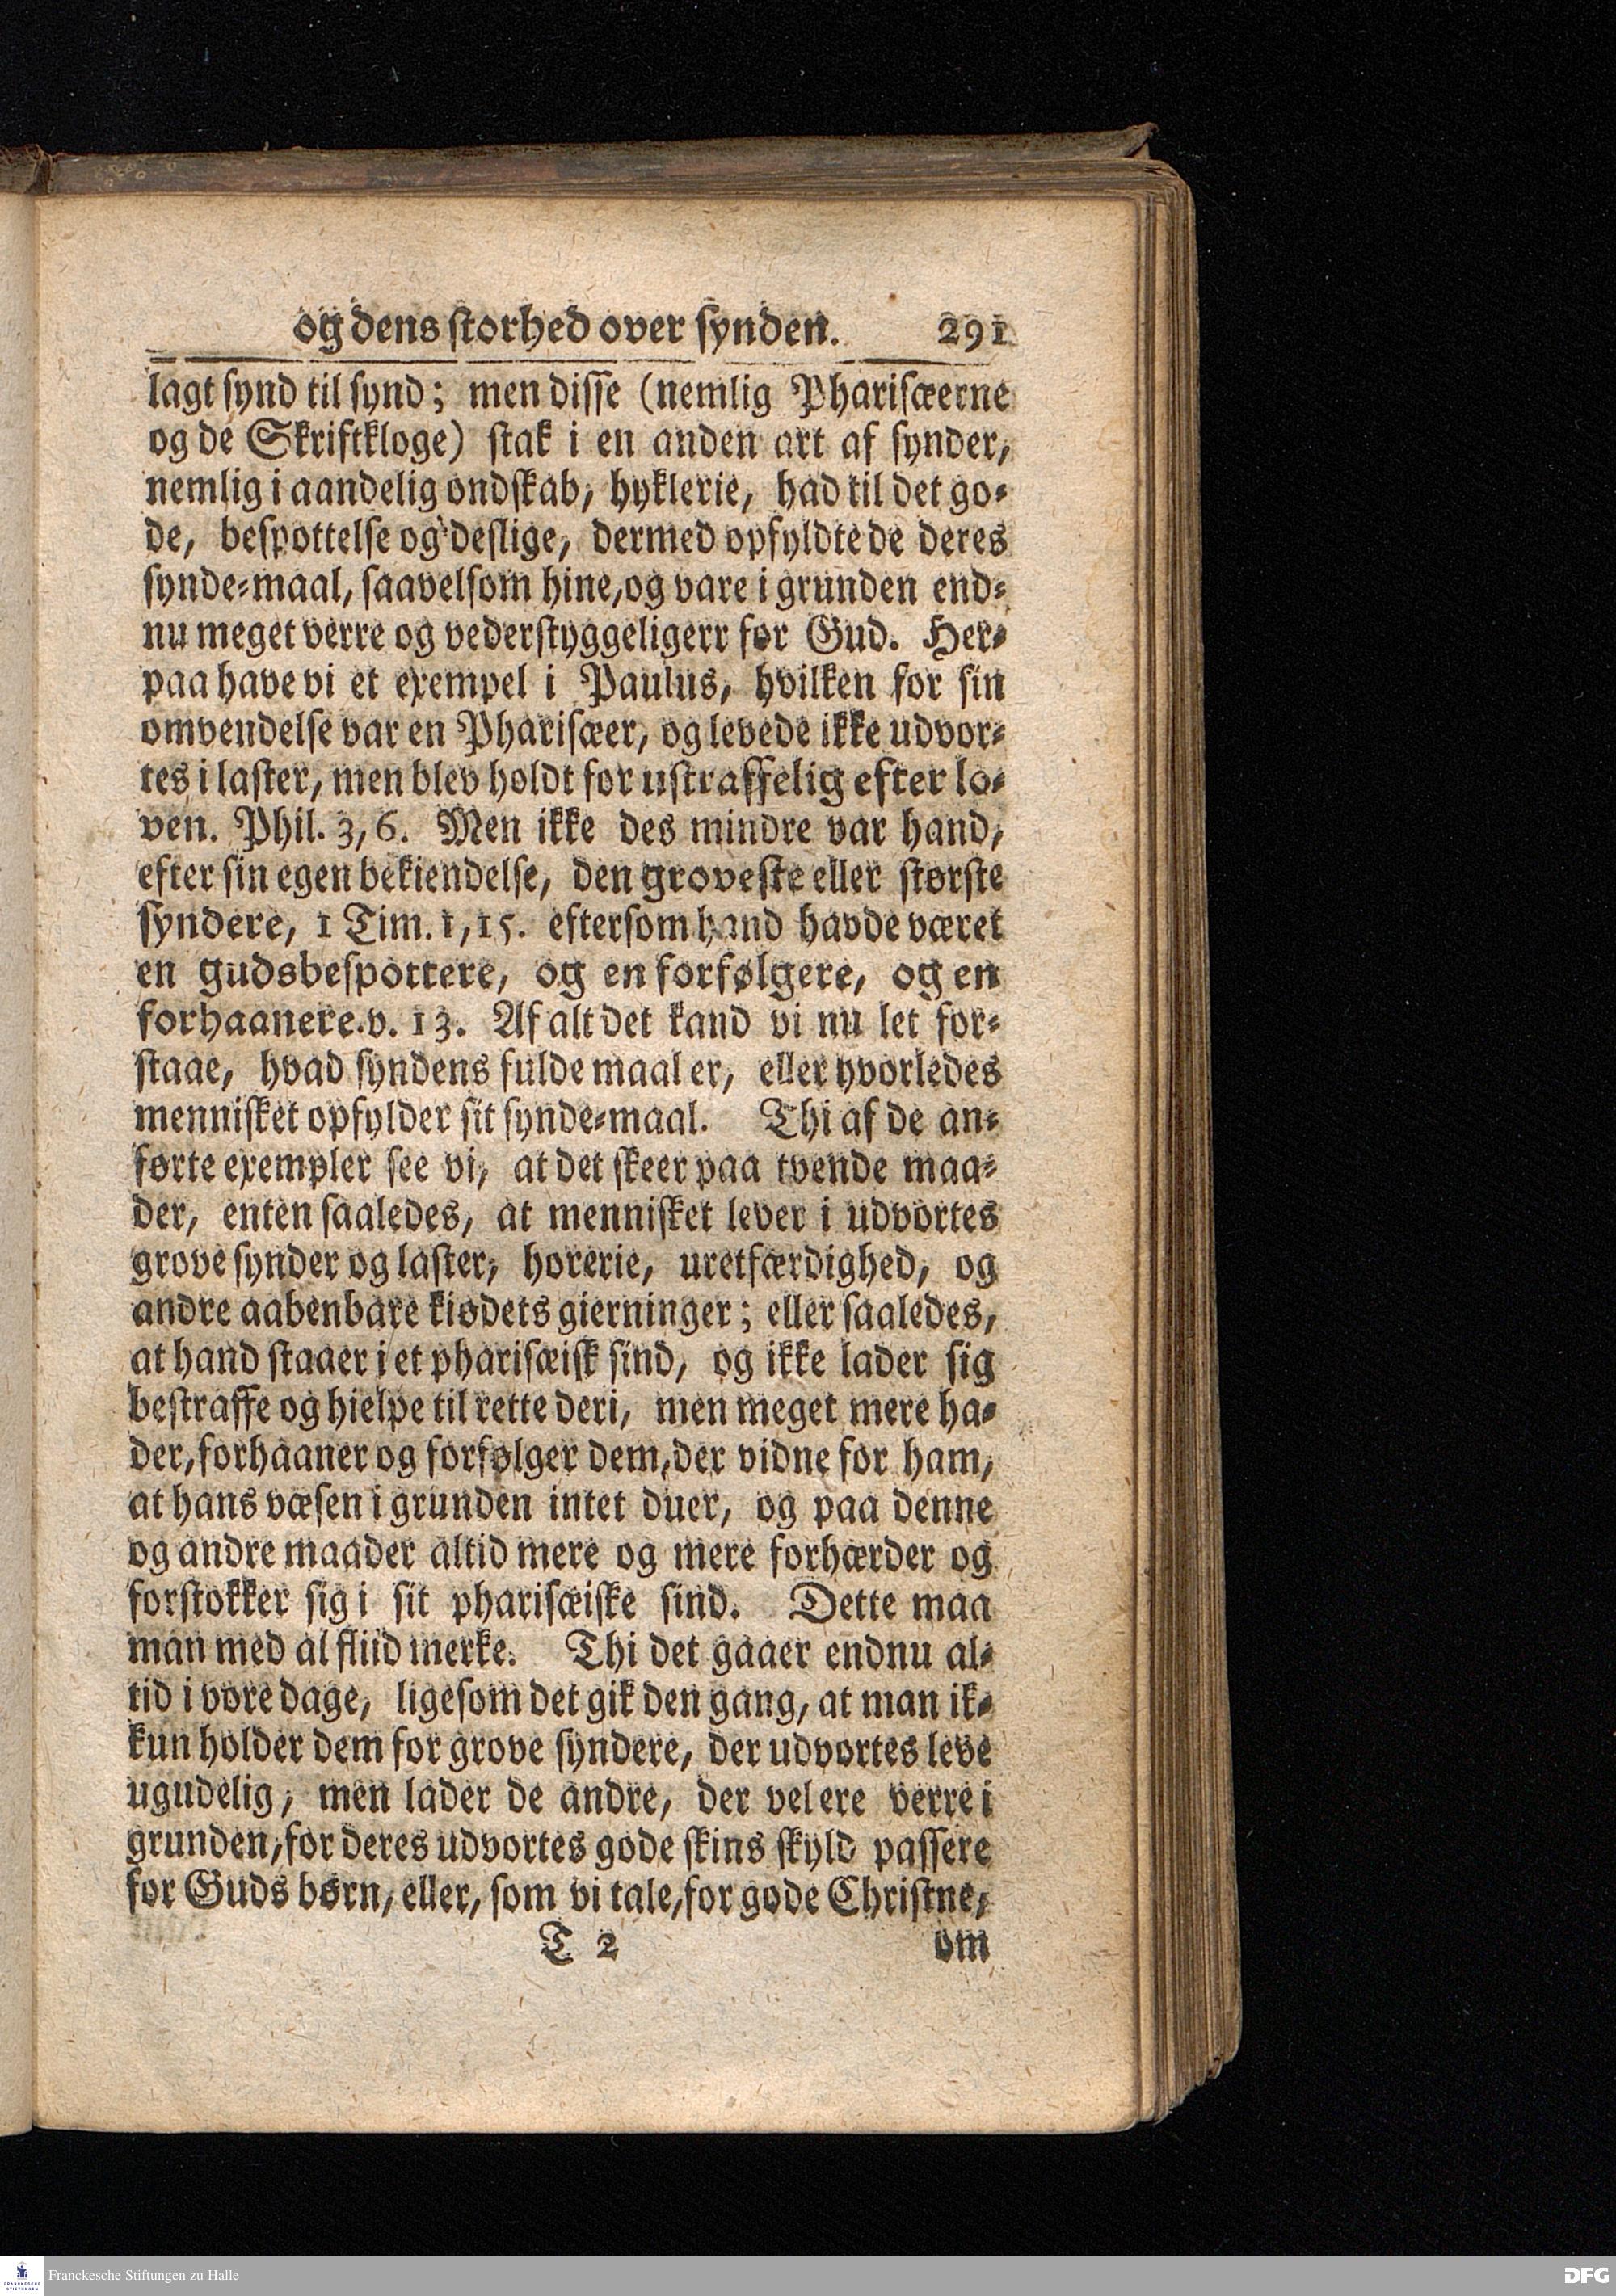 og dens storhed over synden. 291
lagt synd til synd; men disse (nemlig Pharisæerne
og de Skriftkloge) stak i en anden art af synder,
nemlig i aandelig ondskab, hyklerie, had til det go-
de, bespottelse og deslige, dermed opfyldte de deres
synde-maal, saavelsom hine, og vare i grunden end-
nu meget verre og vederstyggeligerr for Gud. Her-
paa have vi et exempel i Paulus, hvilken for sin
omvendelse var en Pharisæer, og levede ikke udvor-
tes i laster, men blev holdt for ustraffelig efter lo-
ven. Phil. 3, 6. Men ikke des mindre var hand,
efter sin egen bekiendelse, den groveste eller største
syndere, 1 Tim. 1, 15. eftersom hand havde været
en gudsbespottere, og en forfølgere, og en
forhaanere. v. 13. Af alt det kand vi nu let for-
staae, hvad syndens fulde maal er, eller hvorledes
mennisket opfylder sit synde-maal. Thi af de an-
førte exempler see vi, at det skeer paa tvende maa-
der, enten saaledes, at mennisket lever i udvortes
grove synder og laster, horerie, uretfærdighed, og
andre aabenbare kiødets gierninger; eller saaledes,
at hand staaer i et pharisæisk sind, og ikke lader sig
bestraffe og hielpe til rette deri, men meget mere ha-
der, forhaaner og forfølger dem, der vidne for ham,
at hans væsen i grunden intet duer, og paa denne
og andre maader altid mere og mere forhærder og
forstokker sig i sit pharisæiske sind. Dette maa
man med al fliid merke. Thi det gaaer endnu al-
tid i vore dage, ligesom det gik den gang, at man ik-
kun holder dem for grove syndere, der udvortes leve
ugudelig, men lader de andre, der vel ere verre i
grunden, for deres udvortes gode skins skyld passere
for Guds børn, eller, som vi tale, for gode Christne,
T 2 om
FRANCKESCHE STIFTUNGEN
Franckesche Stiftungen zu Halle
DFG